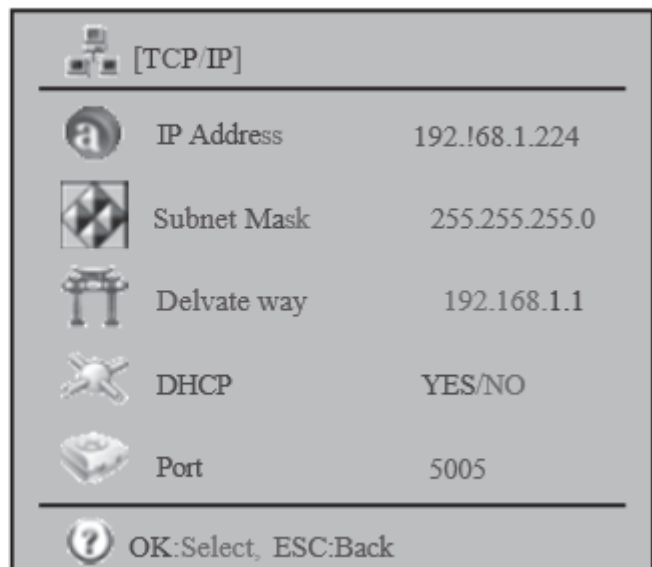 [TCP/IP]
IP Address 192.!68.1.224
Subnet Mask 255.255.255.0
Delvate way 192.168.1.1
DHCP YES/NO
Port 5005
OK:Select, ESC:Back